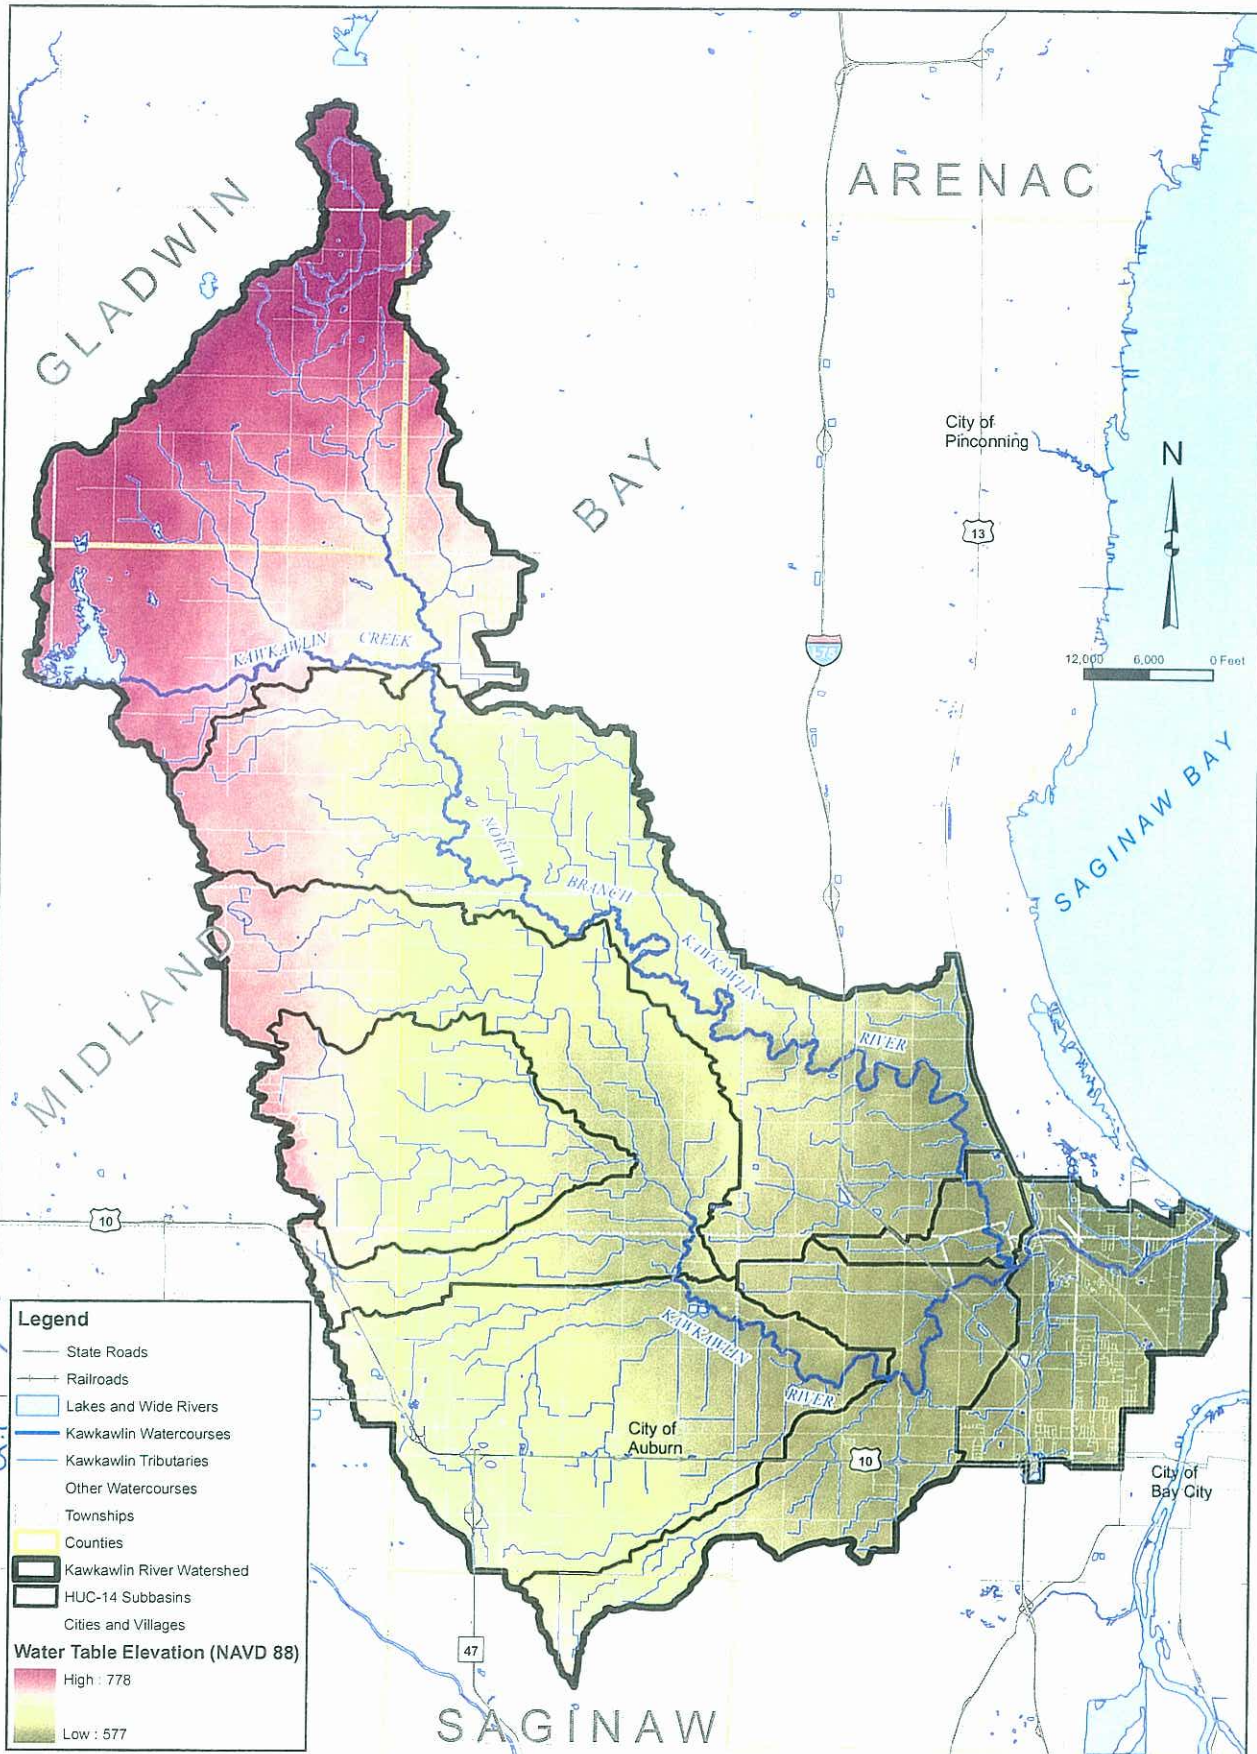 GLADWIN
ARENAC
BAY
City of
Pinconning
N
13
12,000 6,000 0 Feet
KAWKAWLIN CREEK
SAGINAW BAY
NORTH
BRANCH
KAWKAWLIN
RIVER
MIDLAND
10
KAWKAWLIN
RIVER
City of
Auburn
10
City of
Bay City
47
SAGINAW
Legend
State Roads
Railroads
Lakes and Wide Rivers
Kawkawlin Watercourses
Kawkawlin Tributaries
Other Watercourses
Townships
Counties
Kawkawlin River Watershed
HUC-14 Subbasins
Cities and Villages
Water Table Elevation (NAVD 88)
High : 778
Low : 577